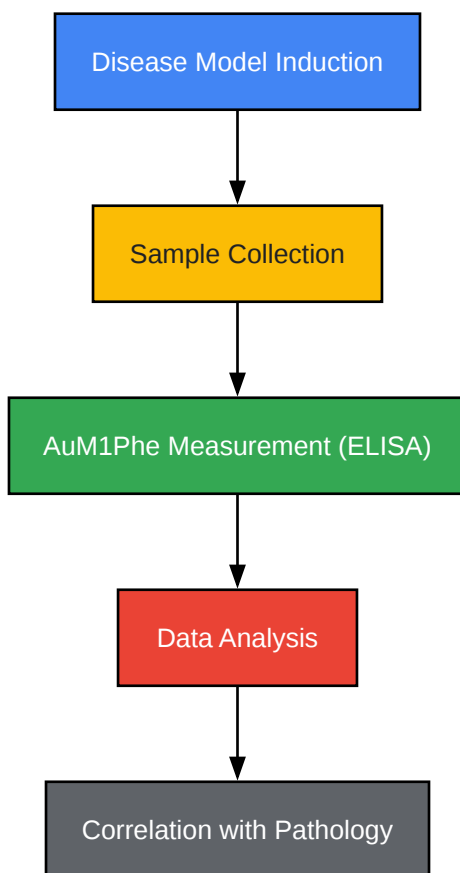 Disease Model Induction
Sample Collection
AuM1Phe Measurement (ELISA)
Data Analysis
Correlation with Pathology